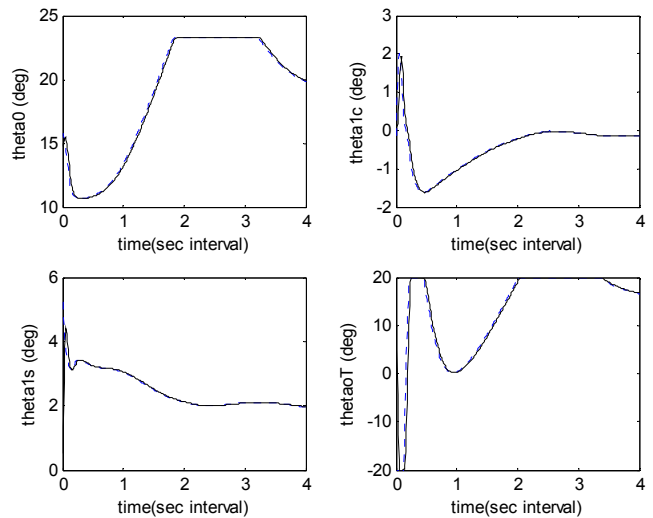 25
20
15
10
theta0 (deg)
0 1 2 3 4
time(sec interval)
3
2
1
0
-1
-2
theta1c (deg)
0 1 2 3 4
time(sec interval)
6
4
2
0
theta1s (deg)
0 1 2 3 4
time(sec interval)
20
10
0
-10
-20
thetaoT (deg)
0 1 2 3 4
time(sec interval)